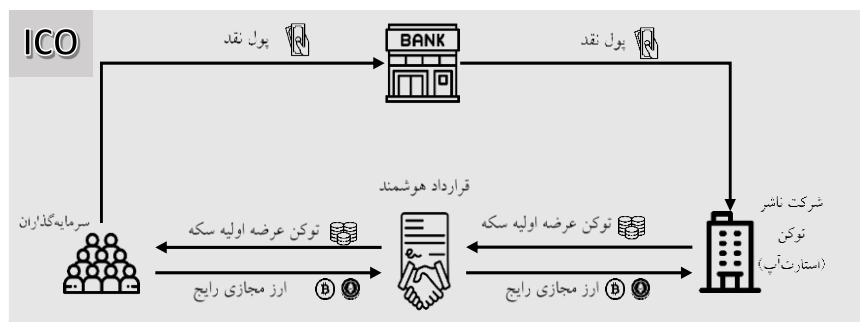 ICO
پول نقد
BANK
پول نقد
قرارداد هوشمند
شرکت ناشر
توکن
(استارت‌آپ)
سرمایه‌گذاران
توکن عرضه اولیه سکه
توکن عرضه اولیه سکه
ارز مجازی رایج
ارز مجازی رایج